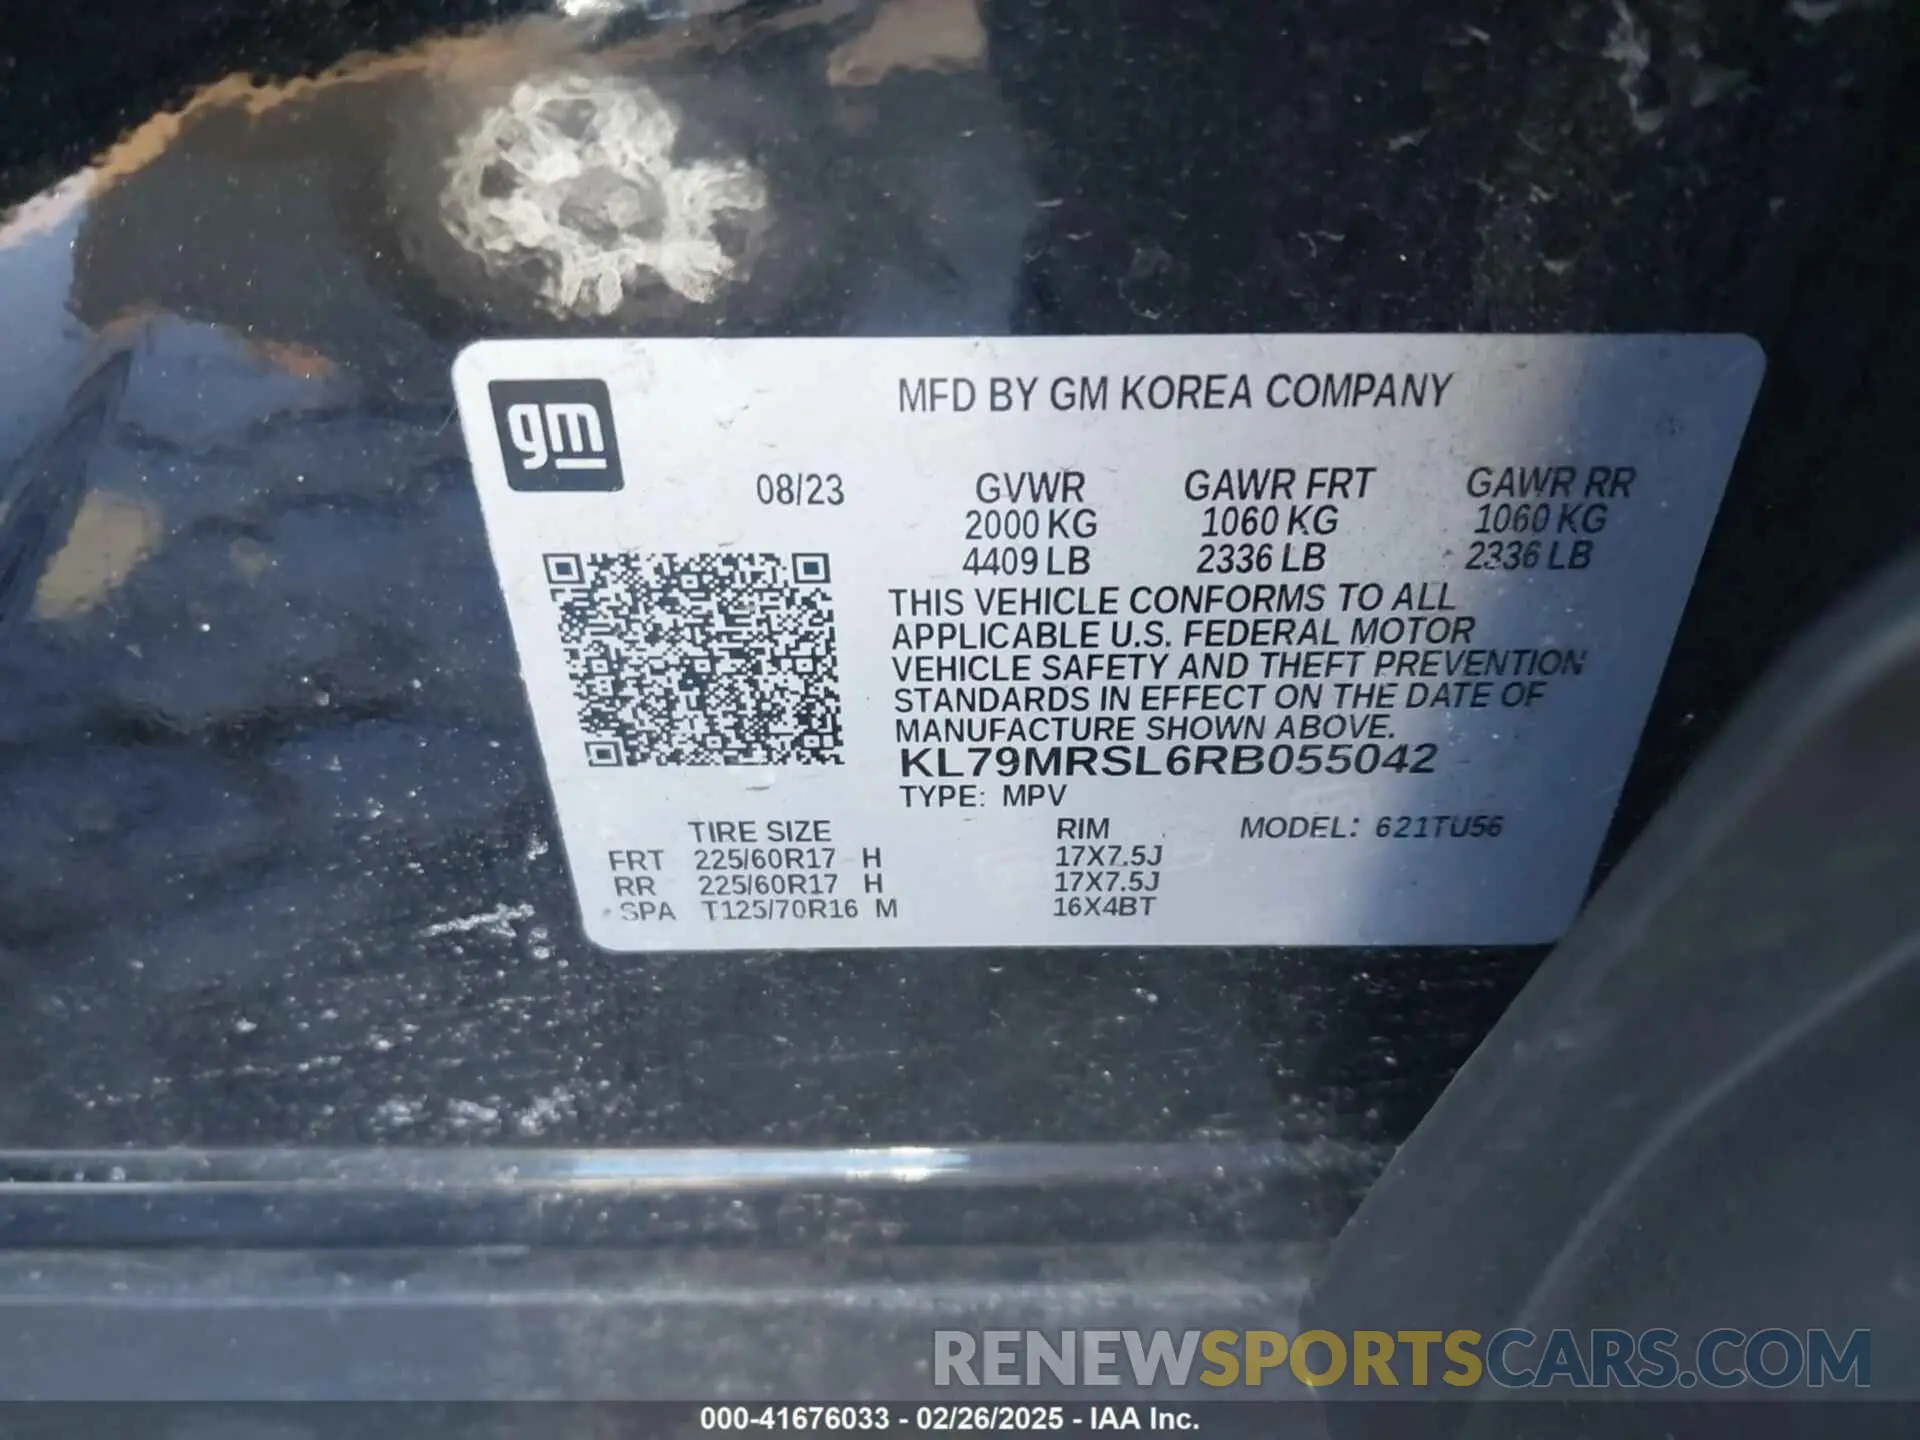 gm
MFD BY GM KOREA COMPANY
08/23 GVWR GAWR FRT GAWR RR
2000 KG 1060 KG 1060 KG
4409 LB 2336 LB 2336 LB
THIS VEHICLE CONFORMS TO ALL
APPLICABLE U.S. FEDERAL MOTOR
VEHICLE SAFETY AND THEFT PREVENTION
STANDARDS IN EFFECT ON THE DATE OF
MANUFACTURE SHOWN ABOVE.
KL79MRSL6RB055042
TYPE: MPV
TIRE SIZE RIM MODEL: 621TU56
FRT 225/60R17 H 17X7.5J
RR 225/60R17 H 17X7.5J
SPA T125/70R16 M 16X4BT
RENEWSPORTSCARS.COM
000-41676033 - 02/26/2025 - IAA Inc.